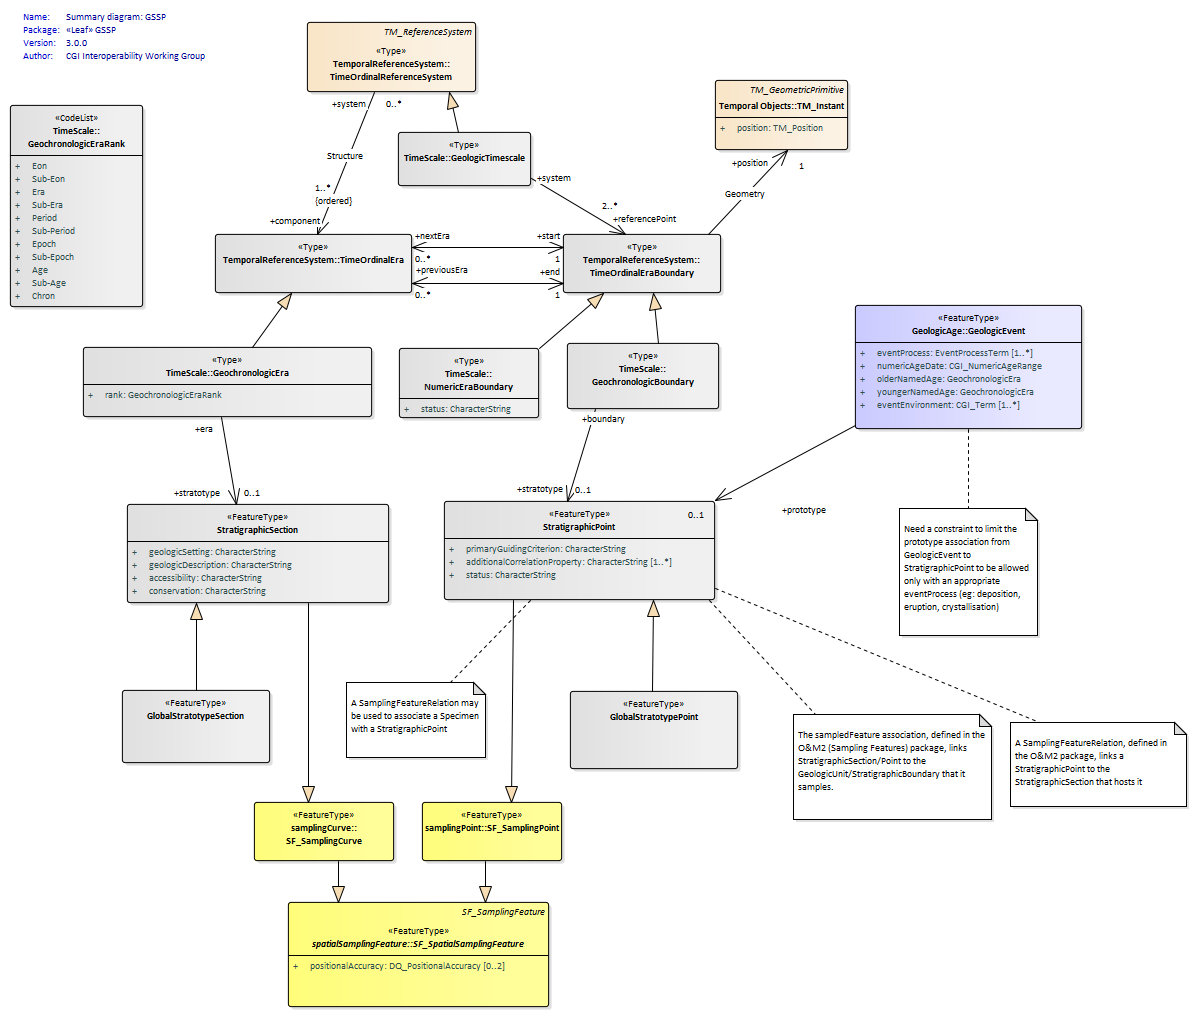 Name: Summary diagram: GSSP
Package: «Leaf» GSSP
Version: 3.0.0
Author: CGI Interoperability Working Group
TM_ReferenceSystem
«Type»
TemporalReferenceSystem::
TimeOrdinalReferenceSystem
TM_GeometricPrimitive
Temporal Objects::TM_Instant
+ position: TM_Position
«CodeList»
TimeScale::
GeochronologicEraRank
+ Eon
+ Sub-Eon
+ Era
+ Sub-Era
+ Period
+ Sub-Period
+ Epoch
+ Sub-Epoch
+ Age
+ Sub-Age
+ Chron
+system 0..*
Structure
1..*
{ordered}
+component
«Type»
TimeScale::GeologicTimescale
+system
2..*
+referencePoint
+position 1
Geometry
«Type»
TemporalReferenceSystem::TimeOrdinalEra
+nextEra +start
0..* 1
+previousEra +end
0..* 1
«Type»
TemporalReferenceSystem::
TimeOrdinalEraBoundary
«Type»
TimeScale::GeochronologicEra
+ rank: GeochronologicEraRank
«Type»
TimeScale::
NumericEraBoundary
+ status: CharacterString
«Type»
TimeScale::
GeochronologicBoundary
«FeatureType»
GeologicAge::GeologicEvent
+ eventProcess: EventProcessTerm [1..*]
+ numericAgeDate: CGI_NumericAgeRange
+ olderNamedAge: GeochronologicEra
+ youngerNamedAge: GeochronologicEra
+ eventEnvironment: CGI_Term [1..*]
+era
+stratotype 0..1
+boundary
+stratotype 0..1
+prototype
0..1
«FeatureType»
StratigraphicSection
+ geologicSetting: CharacterString
+ geologicDescription: CharacterString
+ accessibility: CharacterString
+ conservation: CharacterString
«FeatureType»
StratigraphicPoint
+ primaryGuidingCriterion: CharacterString
+ additionalCorrelationProperty: CharacterString [1..*]
+ status: CharacterString
Need a constraint to limit the
prototype association from
GeologicEvent to
StratigraphicPoint to be allowed
only with an appropriate
eventProcess (eg: deposition,
eruption, crystallisation)
«FeatureType»
GlobalStratotypeSection
A SamplingFeatureRelation may
be used to associate a Specimen
with a StratigraphicPoint
«FeatureType»
GlobalStratotypePoint
The sampledFeature association, defined in the
O&M2 (Sampling Features) package, links
StratigraphicSection/Point to the
GeologicUnit/StratigraphicBoundary that it
samples.
A SamplingFeatureRelation, defined in
the O&M2 package, links a
StratigraphicPoint to the
StratigraphicSection that hosts it
«FeatureType»
samplingCurve::
SF_SamplingCurve
«FeatureType»
samplingPoint::SF_SamplingPoint
SF_SamplingFeature
«FeatureType»
spatialSamplingFeature::SF_SpatialSamplingFeature
+ positionalAccuracy: DQ_PositionalAccuracy [0..2]